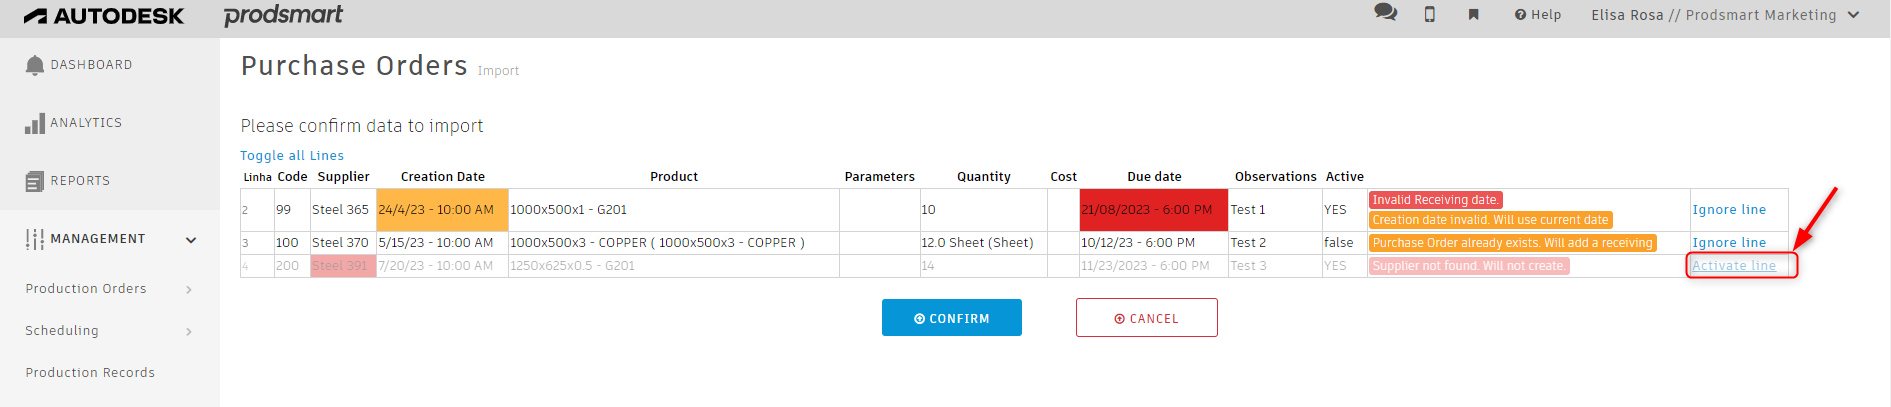 AUTODESK prodsmart
Help Elisa Rosa // Prodsmart Marketing
DASHBOARD
ANALYTICS
REPORTS
MANAGEMENT
Production Orders
Scheduling
Production Records
Purchase Orders Import
Please confirm data to import
Toggle all Lines
Linha Code Supplier Creation Date Product Parameters Quantity Cost Due date Observations Active
2 99 Steel 365 24/4/23 - 10:00 AM 1000x500x1 - G201 10 21/08/2023 - 6:00 PM Test 1 YES Invalid Receiving date. Ignore line
Creation date invalid. Will use current date
3 100 Steel 370 5/15/23 - 10:00 AM 1000x500x3 - COPPER ( 1000x500x3 - COPPER ) 12.0 Sheet (Sheet) 10/12/23 - 6:00 PM Test 2 false Purchase Order already exists. Will add a receiving Ignore line
4 200 Steel 391 7/20/23 - 10:00 AM 1250x625x0.5 - G201 14 11/23/2023 - 6:00 PM Test 3 YES Supplier not found. Will not create. Activate line
CONFIRM CANCEL